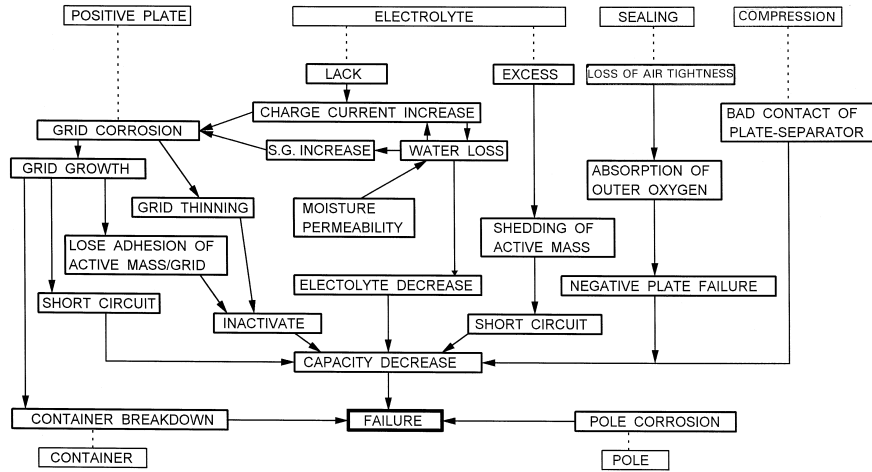 POSITIVE PLATE
ELECTROLYTE
SEALING
COMPRESSION
LACK
EXCESS
LOSS OF AIR TIGHTNESS
CHARGE CURRENT INCREASE
BAD CONTACT OF
PLATE-SEPARATOR
GRID CORROSION
S.G. INCREASE
WATER LOSS
GRID GROWTH
ABSORPTION OF
OUTER OXYGEN
GRID THINNING
MOISTURE
PERMEABILITY
SHEDDING OF
ACTIVE MASS
LOSE ADHESION OF
ACTIVE MASS/GRID
ELECTOLYTE DECREASE
NEGATIVE PLATE FAILURE
SHORT CIRCUIT
INACTIVATE
SHORT CIRCUIT
CAPACITY DECREASE
CONTAINER BREAKDOWN
FAILURE
POLE CORROSION
CONTAINER
POLE